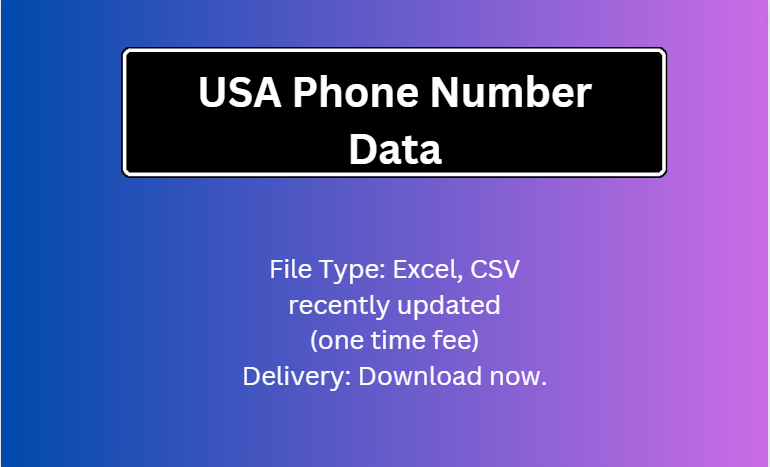 USA Phone Number
Data
File Type: Excel, CSV
recently updated
(one time fee)
Delivery: Download now.